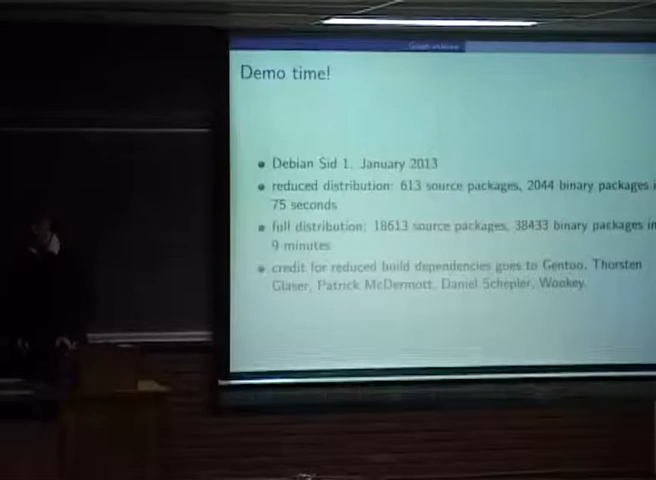 Demo time!
Debian Sid 1. January 2013
reduced distribution: 613 source packages, 2044 binary packages
75 seconds
full distribution: 18613 source packages, 38433 binary packages in
9 minutes
credit for reduced build dependencies goes to Gentoo, Thorsten
Glaser, Patrick McDermott, Daniel Schepler, Wookey.